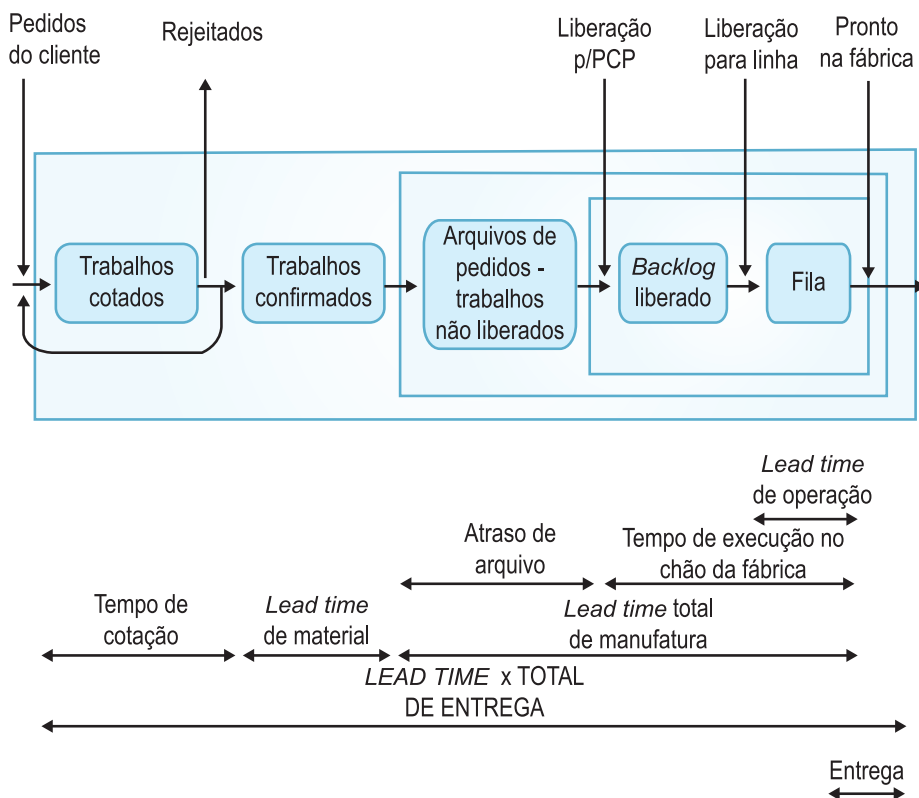 Pedidos
do cliente
Rejeitados
Liberação
p/PCP
Liberação
para linha
Pronto
na fábrica
Trabalhos
cotados
Trabalhos
confirmados
Arquivos de
pedidos -
trabalhos
não liberados
Backlog
liberado
Fila
Lead time
de operação
Atraso de
arquivo
Tempo de execução no
chão da fábrica
Tempo de
cotação
Lead time
de material
Lead time total
de manufatura
LEAD TIME x TOTAL
DE ENTREGA
Entrega